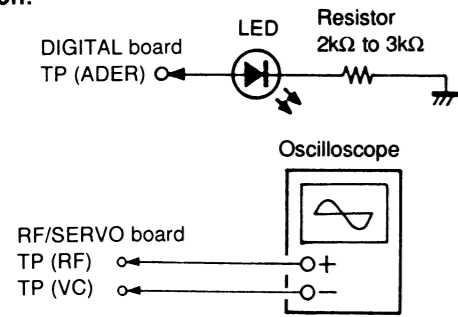 LED
Resistor
2kΩ to 3kΩ
DIGITAL board
TP (ADER)
Oscilloscope
RF/SERVO board
TP (RF)
TP (VC)
+
−